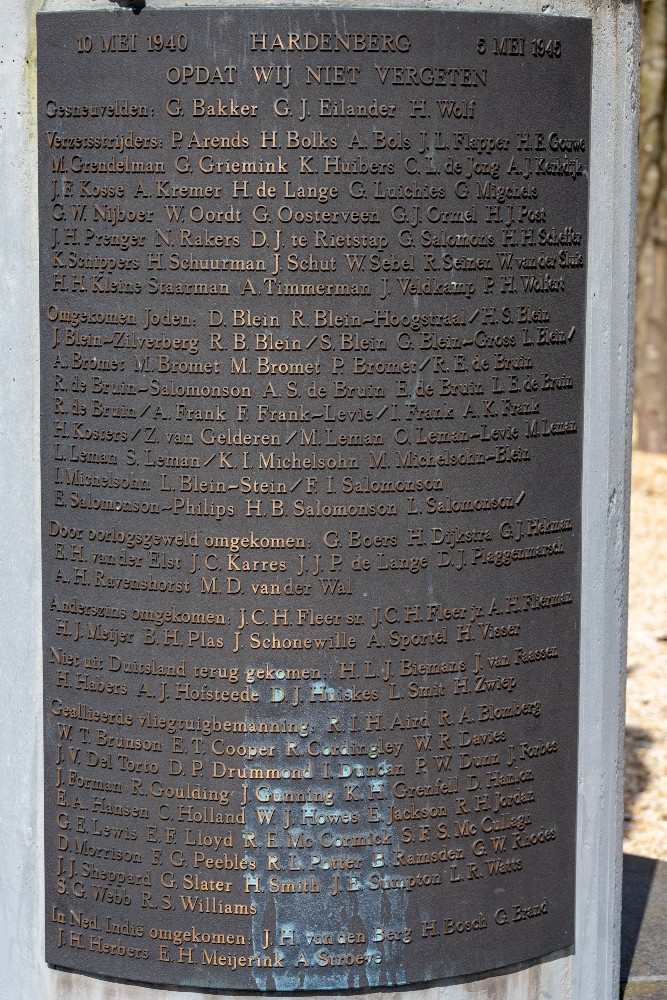 10 MEI 1940 HARDENBERG 5 MEI 1945
OPDAT WIJ NIET VERGETEN
Gesneuvelden: G. Bakker G. J. Eilander H. Wolf
Verzetsstrijders: P. Arends H. Bolks A. Bols J. L. Flapper H. E. Gouwe
M. Grendelman G. Griemink K. Huibers C. L. de Jong A. J. Kerkdijk
J. F. Kosse A. Kremer H. de Lange G. Luichies G. Migchels
G. W. Nijboer W. Oordt G. Oosterveen G. J. Ormel H. J. Post
J. H. Prenger N. Rakers D. J. te Rietstap G. Salomons H. H. Scheffer
K. Schippers H. Schuurman J. Schut W. Sebel R. Seinen W. van der Sluis
H. H. Kleine Staarman A. Timmerman J. Veldkamp P. H. Wolfert
Omgekomen Joden: D. Blein R. Blein-Hoogstraal/H. S. Blein
J. Blein-Zilverberg R. B. Blein/S. Blein G. Blein-Gross L. Blein/
A. Bromet M. Bromet M. Bromet P. Bromet/R. E. de Bruin
R. de Bruin-Salomonson A. S. de Bruin E. de Bruin L. E. de Bruin
R. de Bruin/A. Frank F. Frank-Levie/I. Frank A. K. Frank
H. Kosters/Z. van Gelderen/M. Leman O. Leman-Levie M. Leman
L. Leman S. Leman/K. I. Michelsohn M. Michelsohn-Blein
I. Michelsohn L. Blein-Stein/F. I. Salomonson
E. Salomonson-Philips H. B. Salomonson L. Salomonson/
Door oorlogsgeweld omgekomen: G. Boers H. Dijkstra G. J. Hekman
E. H. van der Elst J. C. Karres J. J. P. de Lange D. J. Plaggenmarsch
A. H. Ravenshorst M. D. van der Wal
Anderszins omgekomen: J. C. H. Fleer sr. J. C. H. Fleer jr. A. H. Flierman
H. J. Meijer B. H. Plas J. Schonewille A. Sportel H. Visser
Niet uit Duitsland terug gekomen: H. L. J. Biemans J. van Faassen
H. Habers A. J. Hofsteede D. J. Huiskes L. Smit H. Zwiep
Geallieerde vliegtuigbemanning: R. I. H. Aird R. A. Blomberg
W. T. Brunson E. T. Cooper R. Cordingley W. R. Davies
J. V. Del Torto D. P. Drummond I. Duncan P. W. Dunn J. Forbes
J. Forman R. Goulding J. Gunning K. H. Grenfell D. Hanlon
E. A. Hansen C. Holland W. J. Howes E. Jackson R. H. Jordan
G. E. Lewis E. F. Lloyd R. E. Mc Cormick S. F. S. Mc Cullagh
D. Morrison F. G. Peebles R. L. Potter B. Ramsden G. W. Rhodes
J. J. Sheppard G. Slater H. Smith J. E. Sumpton L. R. Watts
S. G. Webb R. S. Williams
In Ned. Indië omgekomen: J. H. van den Berg H. Bosch G. Brand
J. H. Herbers E. H. Meijerink A. Stroeve